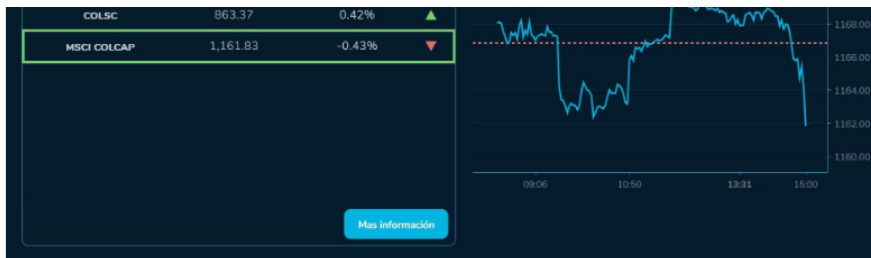 COLSC 863.37 0.42%
MSCI COLCAP 1,161.83 -0.43%
Mas información
1168.00
1166.00
1164.00
1162.00
1160.00
09:06 10:50 13:31 15:00